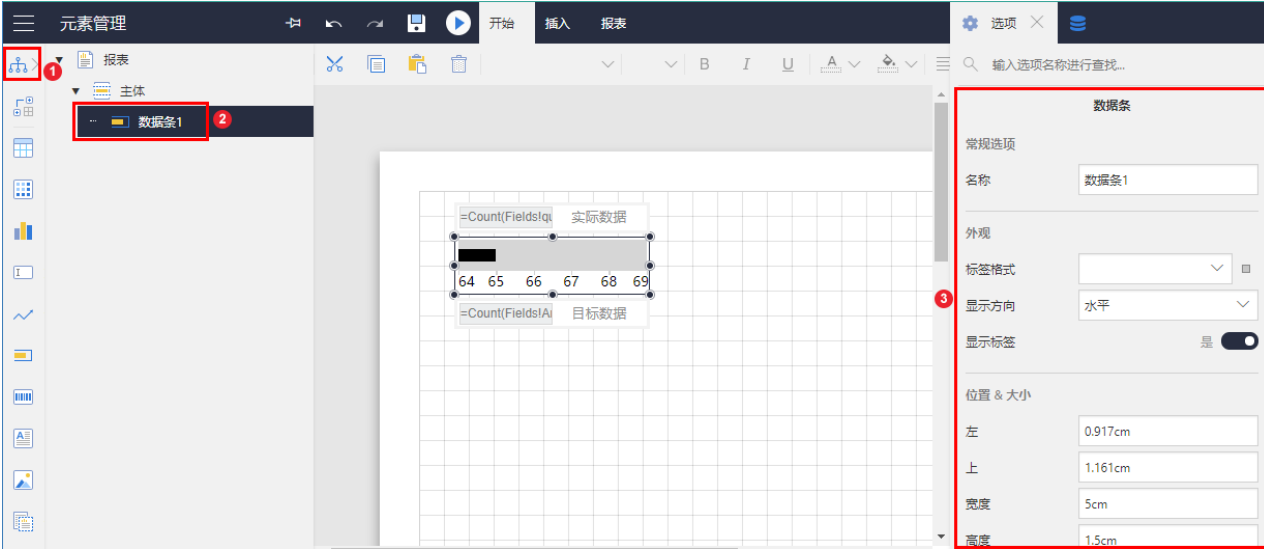 元素管理 开始 插入 报表 选项
1 报表 B I U A 输入选项名称进行查找...
主体
数据条1 2
数据条
常规选项
名称 数据条1
=Count(Fields!qu 实际数据
外观
标签格式
64 65 66 67 68 69
3 显示方向 水平
=Count(Fields!A 目标数据
显示标签 是
位置 & 大小
左 0.917cm
上 1.161cm
宽度 5cm
高度 1.5cm